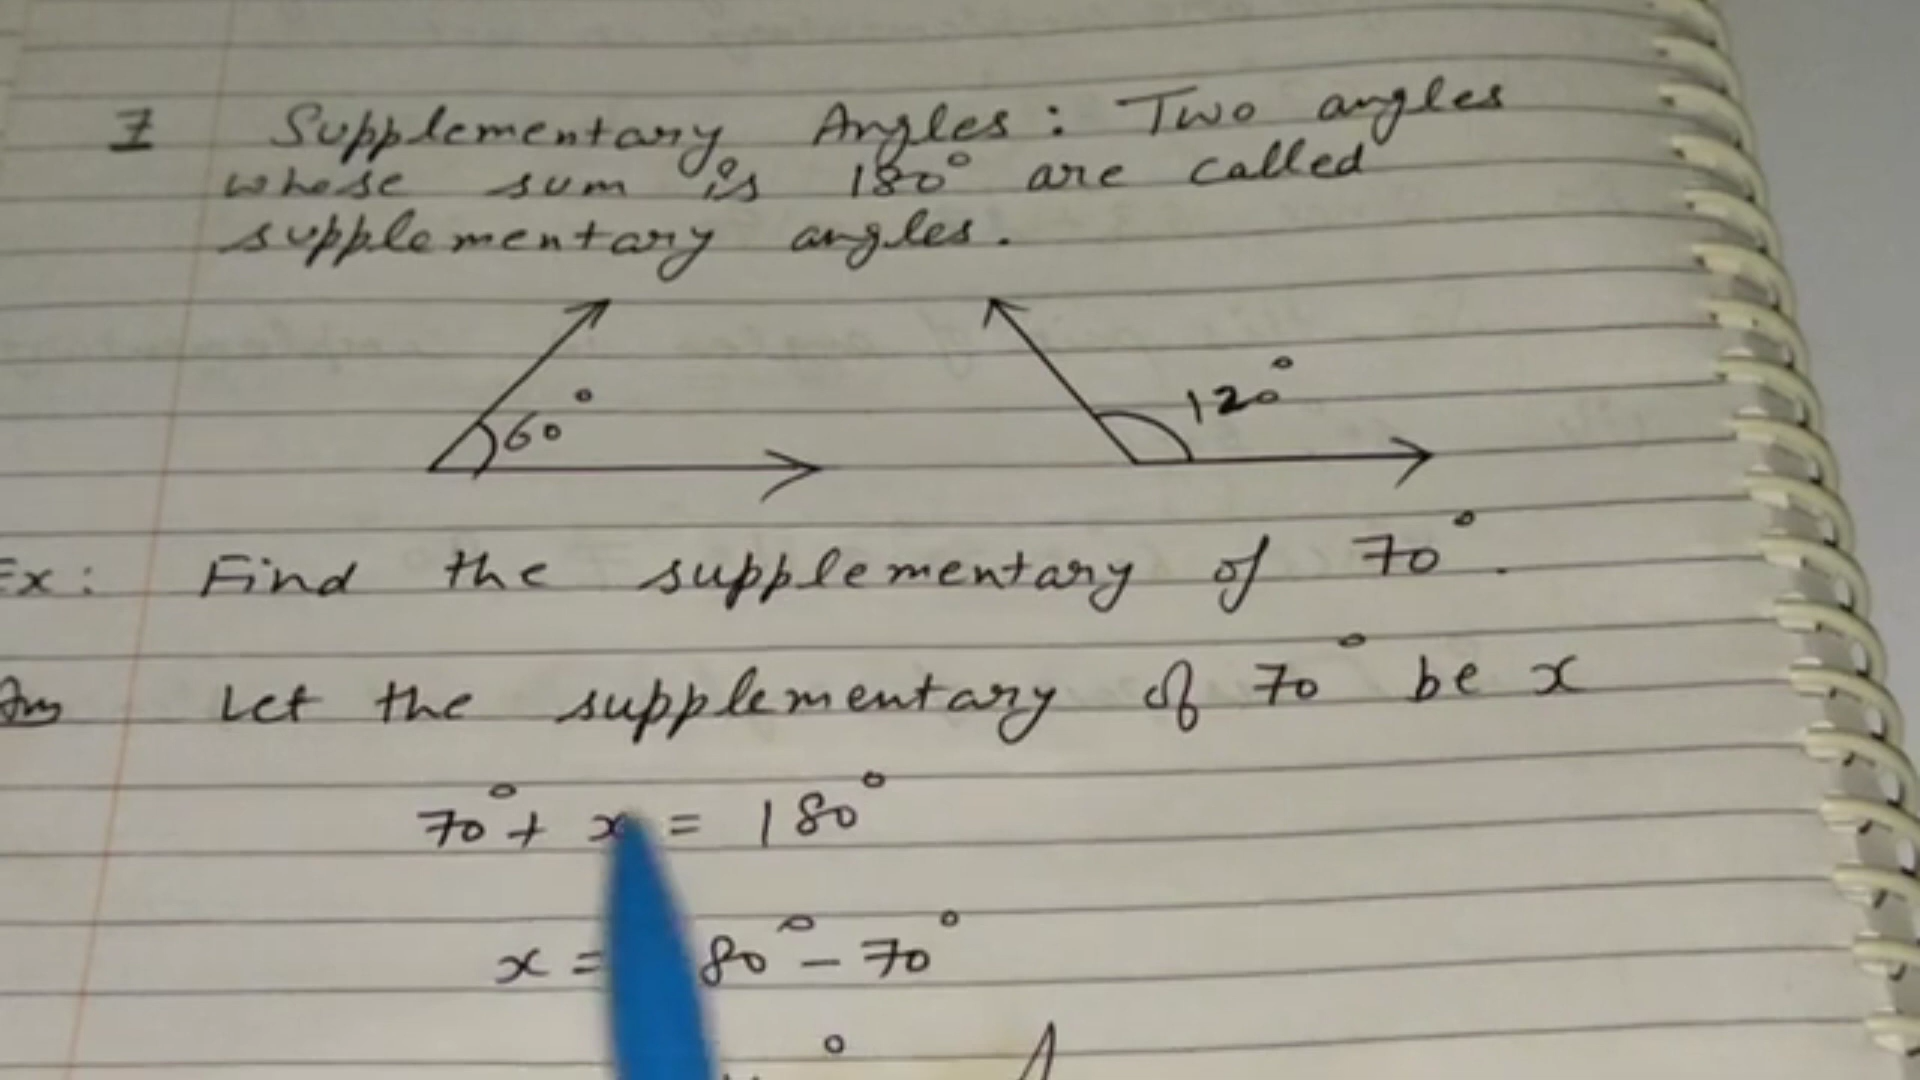 7 Supplementary Angles: Two angles
whose sum is 180° are called
supplementary angles.
60° 120°
Ex: Find the supplementary of 70°.
Ans Let the supplementary of 70° be x
70° + x = 180°
x = 80° - 70°